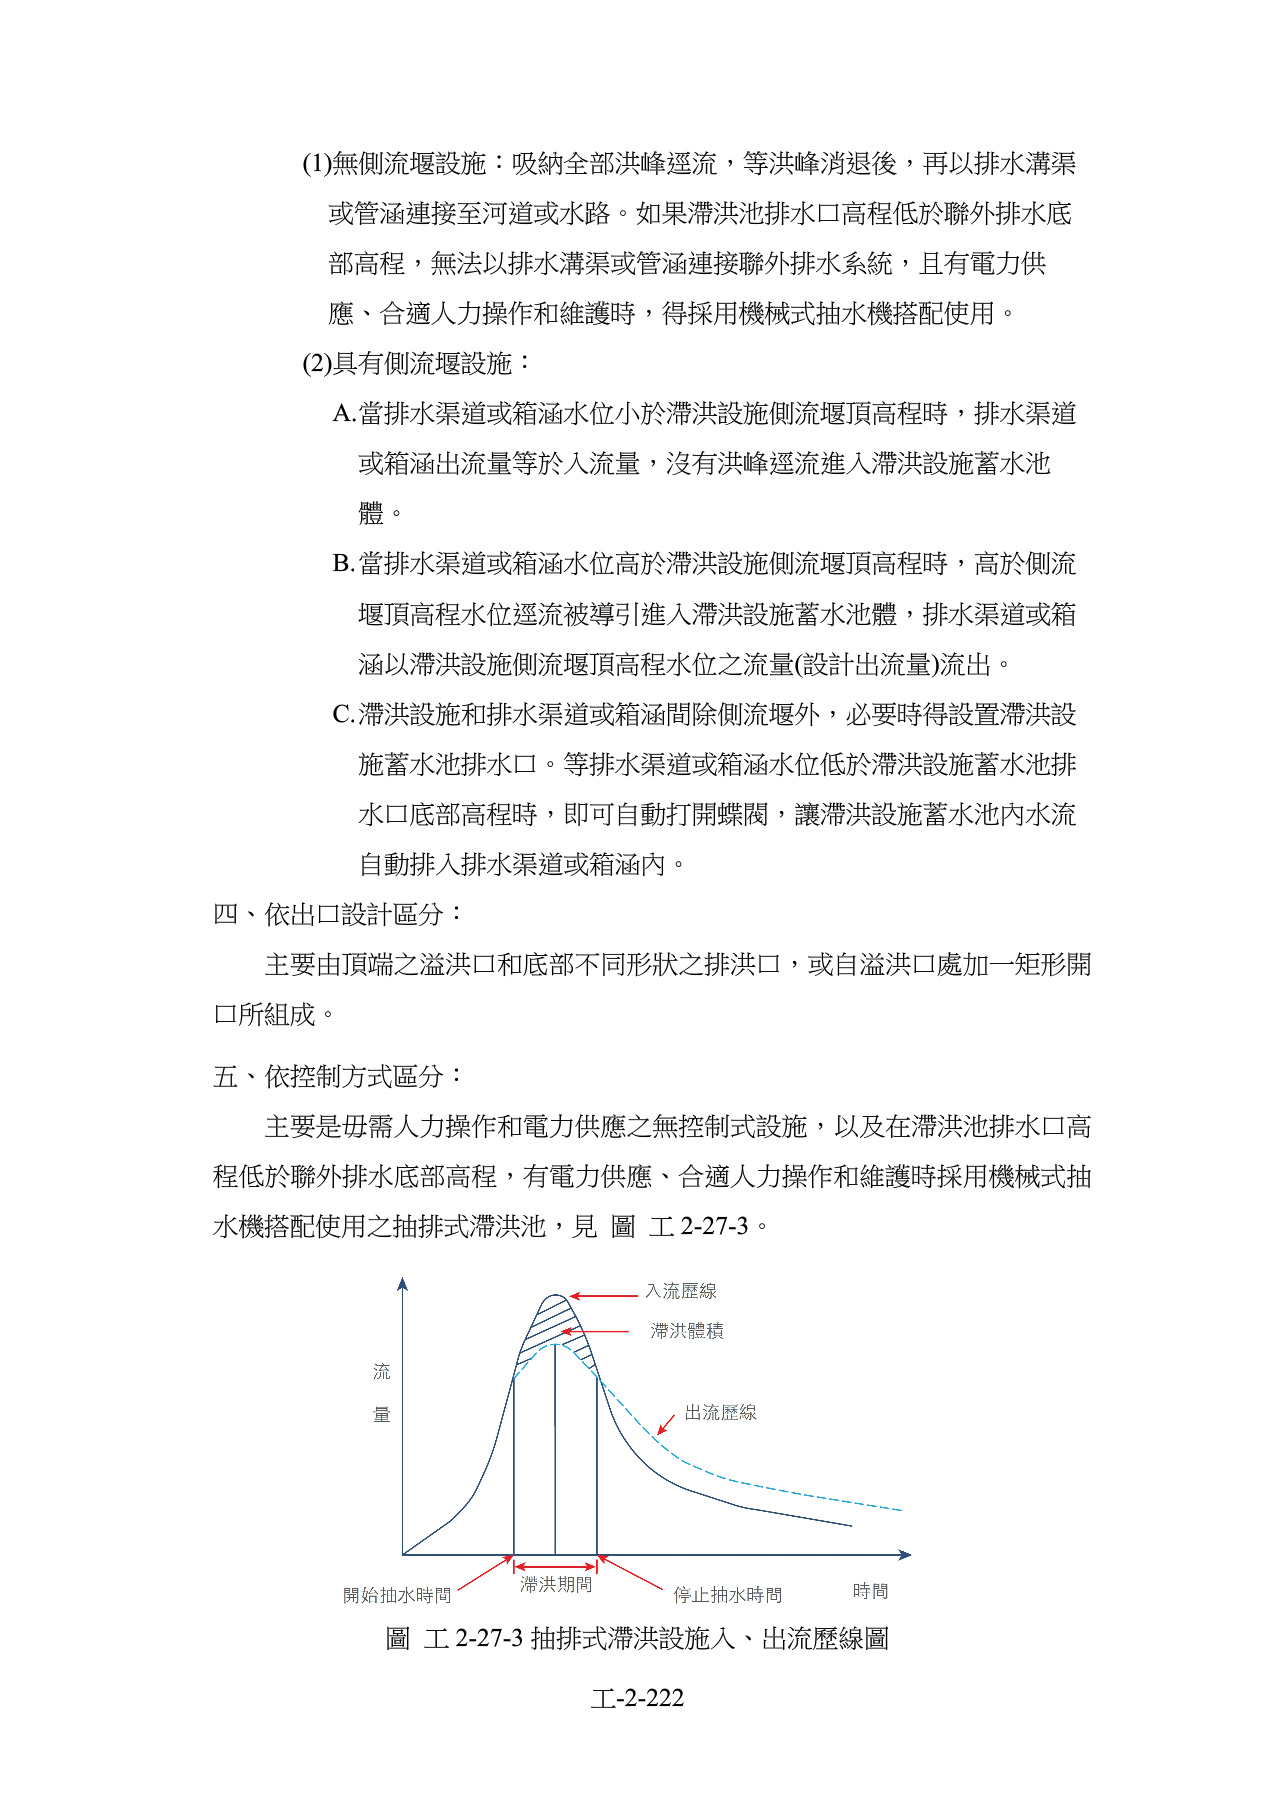 (1)無側流堰設施：吸納全部洪峰逕流，等洪峰消退後，再以排水溝渠
或管涵連接至河道或水路。如果滯洪池排水口高程低於聯外排水底
部高程，無法以排水溝渠或管涵連接聯外排水系統，且有電力供
應、合適人力操作和維護時，得採用機械式抽水機搭配使用。
(2)具有側流堰設施：
A.當排水渠道或箱涵水位小於滯洪設施側流堰頂高程時，排水渠道
或箱涵出流量等於入流量，沒有洪峰逕流進入滯洪設施蓄水池
體。
B.當排水渠道或箱涵水位高於滯洪設施側流堰頂高程時，高於側流
堰頂高程水位逕流被導引進入滯洪設施蓄水池體，排水渠道或箱
涵以滯洪設施側流堰頂高程水位之流量(設計出流量)流出。
C.滯洪設施和排水渠道或箱涵間除側流堰外，必要時得設置滯洪設
施蓄水池排水口。等排水渠道或箱涵水位低於滯洪設施蓄水池排
水口底部高程時，即可自動打開蝶閥，讓滯洪設施蓄水池內水流
自動排入排水渠道或箱涵內。
四、依出口設計區分：
主要由頂端之溢洪口和底部不同形狀之排洪口，或自溢洪口處加一矩形開
口所組成。
五、依控制方式區分：
主要是毋需人力操作和電力供應之無控制式設施，以及在滯洪池排水口高
程低於聯外排水底部高程，有電力供應、合適人力操作和維護時採用機械式抽
水機搭配使用之抽排式滯洪池，見 圖 工 2-27-3。
入流歷線
滯洪體積
流
量
出流歷線
開始抽水時間
滯洪期間
停止抽水時間
時間
圖 工 2-27-3 抽排式滯洪設施入、出流歷線圖
工-2-222